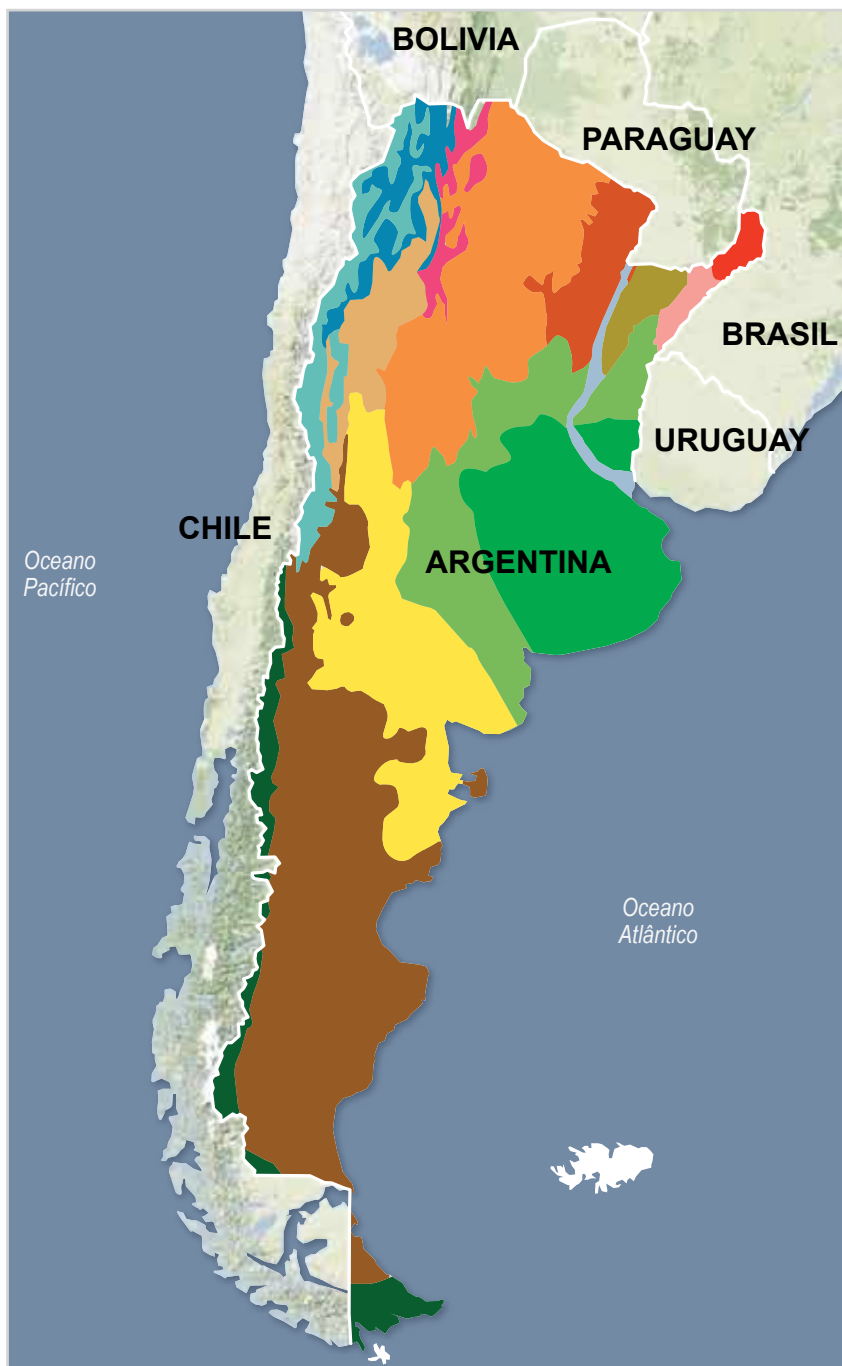 BOLIVIA
PARAGUAY
BRASIL
URUGUAY
CHILE
ARGENTINA
Oceano
Pacífico
Oceano
Atlântico